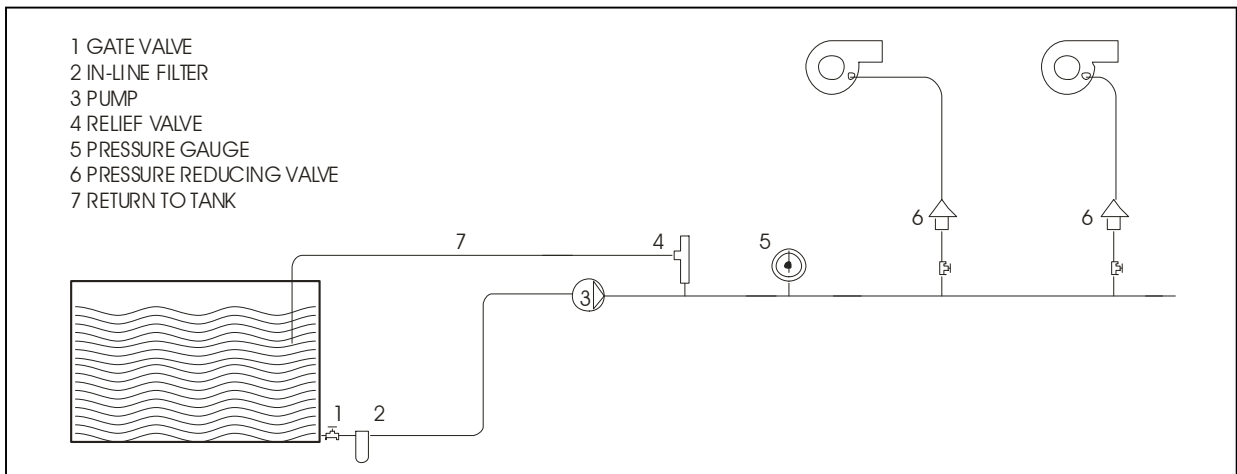 1 GATE VALVE
2 IN-LINE FILTER
3 PUMP
4 RELIEF VALVE
5 PRESSURE GAUGE
6 PRESSURE REDUCING VALVE
7 RETURN TO TANK
6
6
7
4
5
3
1
2